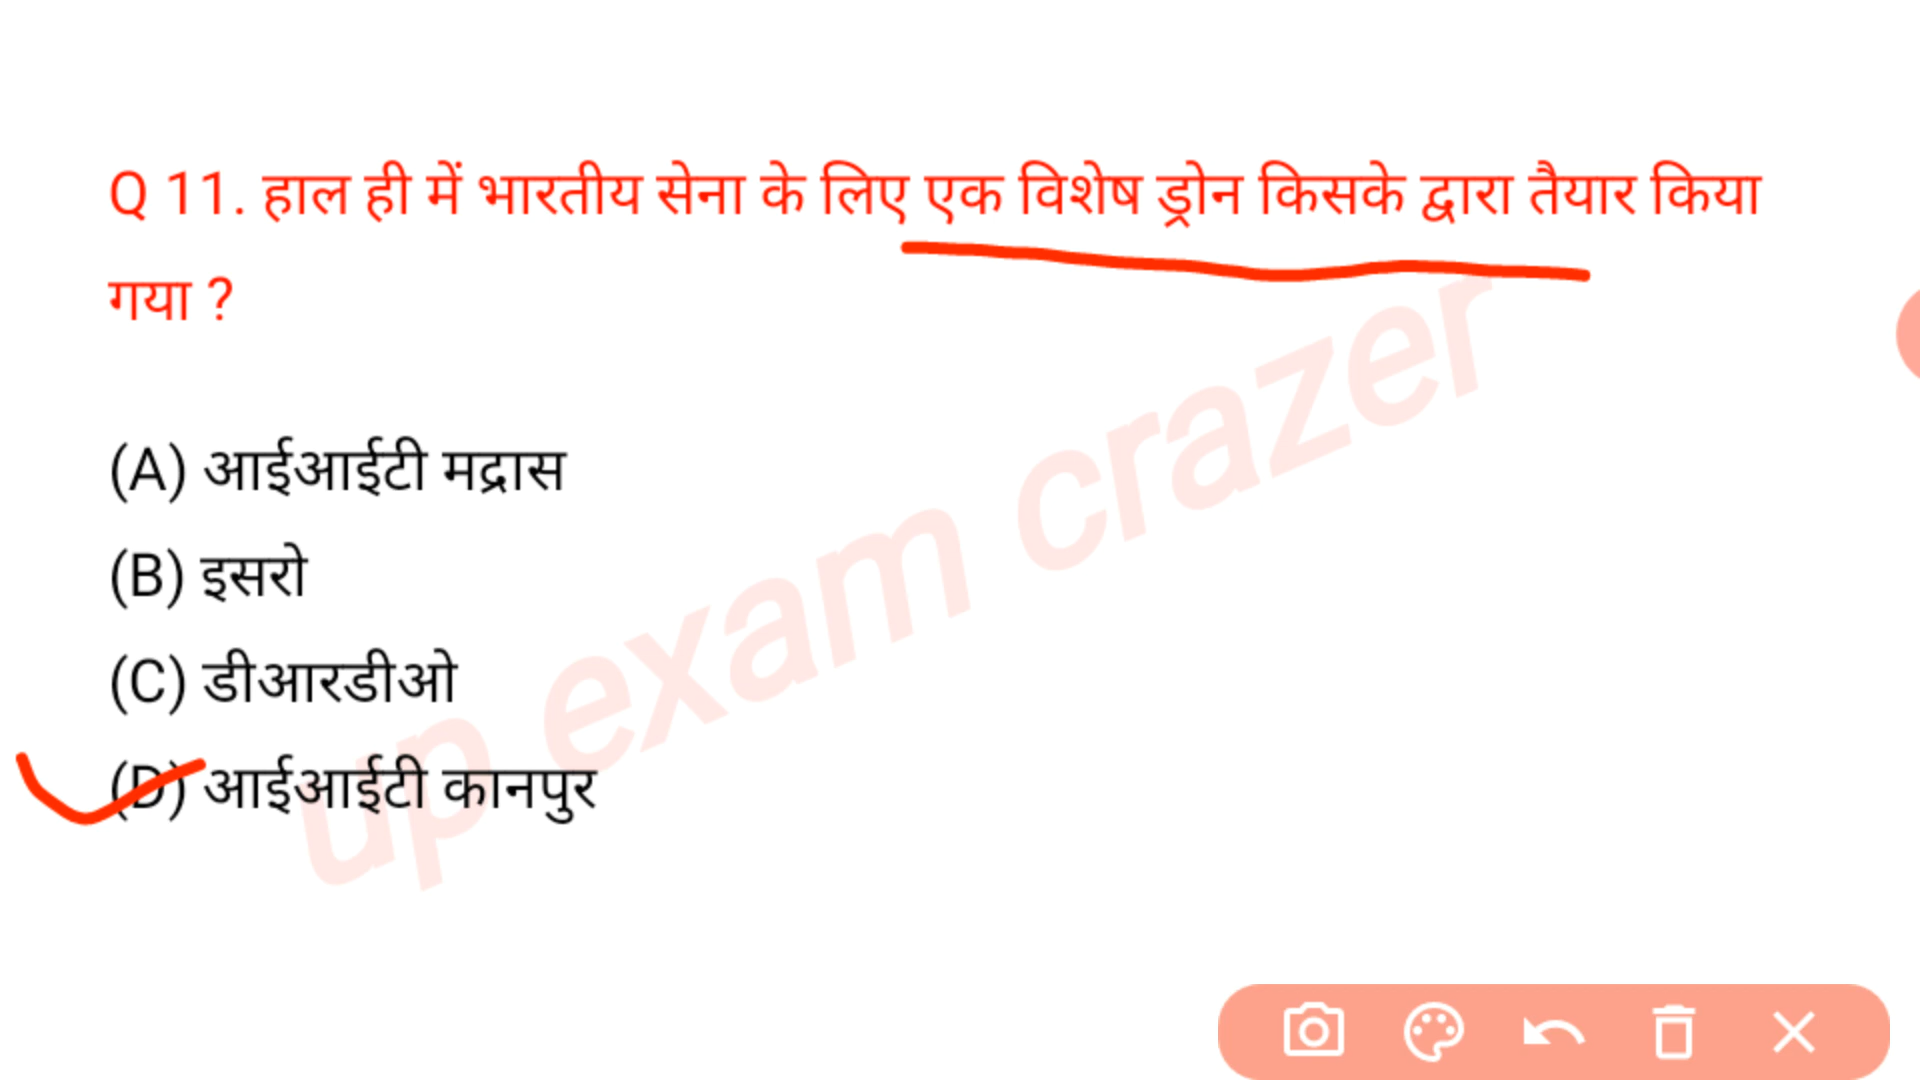 Q 11. हाल ही में भारतीय सेना के लिए एक विशेष ड्रोन किसके द्वारा तैयार किया
गया ?
(A) आईआईटी मद्रास
(B) इसरो
(C) डीआरडीओ
(D) आईआईटी कानपुर
up exam crazer